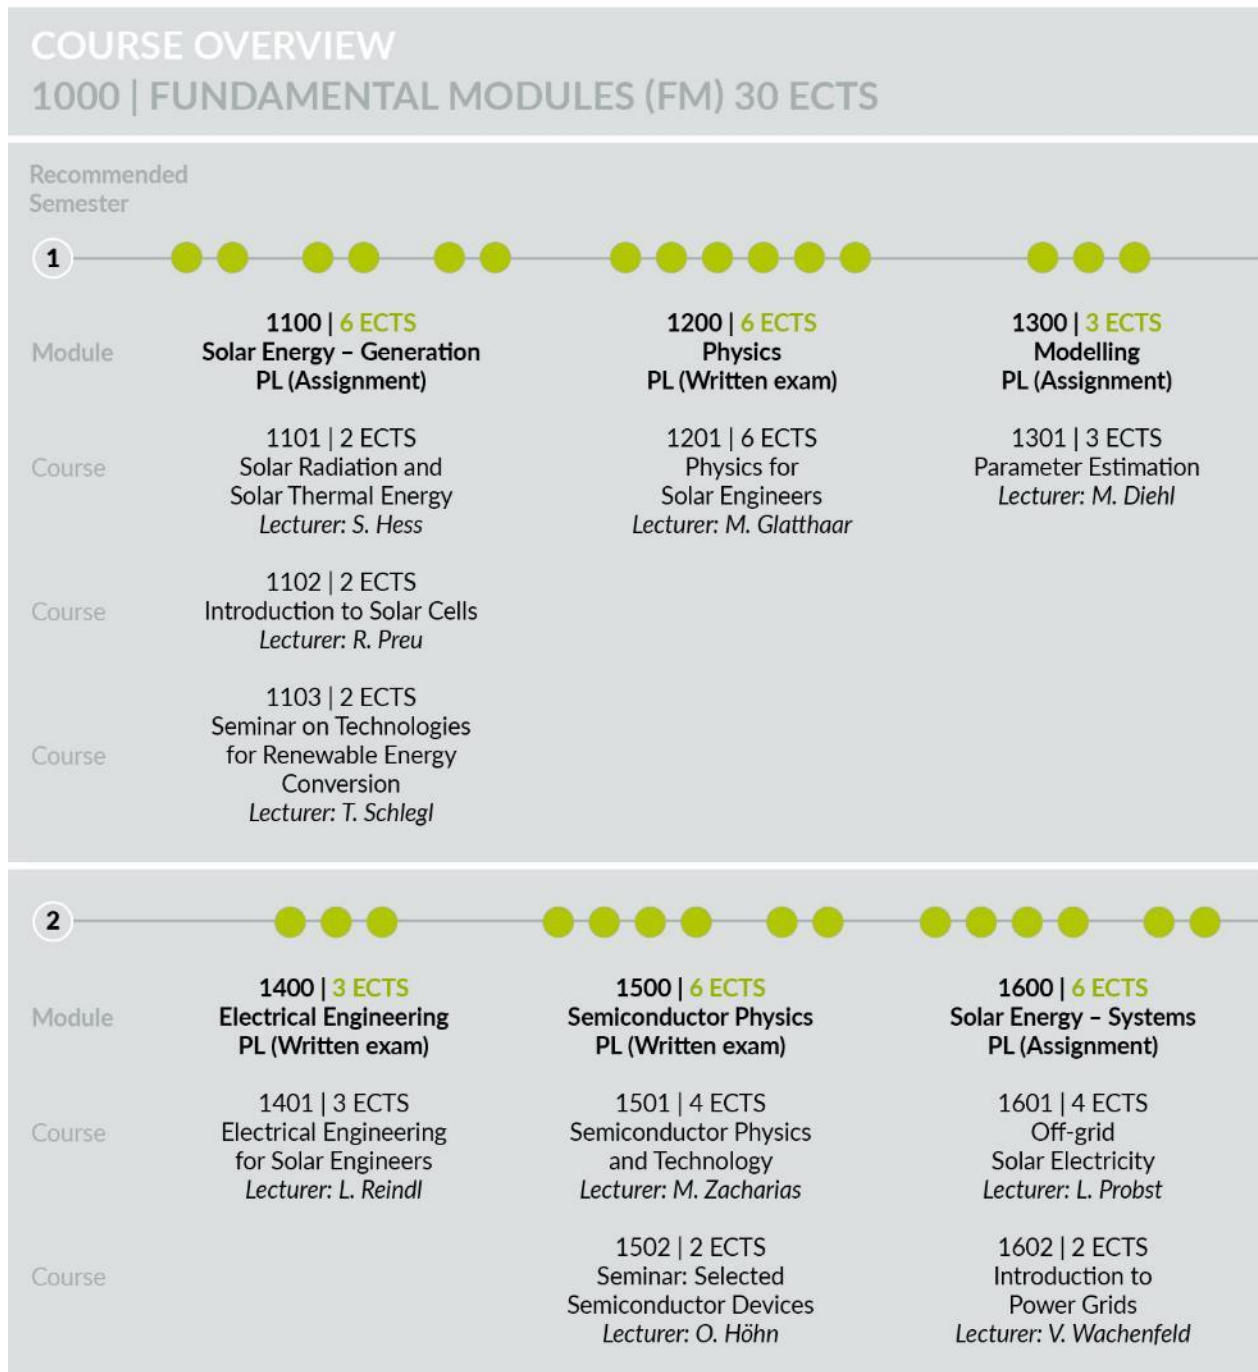 COURSE OVERVIEW
1000 | FUNDAMENTAL MODULES (FM) 30 ECTS
Recommended
Semester
1
Module
1100 | 6 ECTS
Solar Energy – Generation
PL (Assignment)
1200 | 6 ECTS
Physics
PL (Written exam)
1300 | 3 ECTS
Modelling
PL (Assignment)
Course
1101 | 2 ECTS
Solar Radiation and
Solar Thermal Energy
Lecturer: S. Hess
1201 | 6 ECTS
Physics for
Solar Engineers
Lecturer: M. Glatthaar
1301 | 3 ECTS
Parameter Estimation
Lecturer: M. Diehl
Course
1102 | 2 ECTS
Introduction to Solar Cells
Lecturer: R. Preu
Course
1103 | 2 ECTS
Seminar on Technologies
for Renewable Energy
Conversion
Lecturer: T. Schlegl
2
Module
1400 | 3 ECTS
Electrical Engineering
PL (Written exam)
1500 | 6 ECTS
Semiconductor Physics
PL (Written exam)
1600 | 6 ECTS
Solar Energy – Systems
PL (Assignment)
Course
1401 | 3 ECTS
Electrical Engineering
for Solar Engineers
Lecturer: L. Reindl
1501 | 4 ECTS
Semiconductor Physics
and Technology
Lecturer: M. Zacharias
1601 | 4 ECTS
Off-grid
Solar Electricity
Lecturer: L. Probst
Course
1502 | 2 ECTS
Seminar: Selected
Semiconductor Devices
Lecturer: O. Höhn
1602 | 2 ECTS
Introduction to
Power Grids
Lecturer: V. Wachenfeld